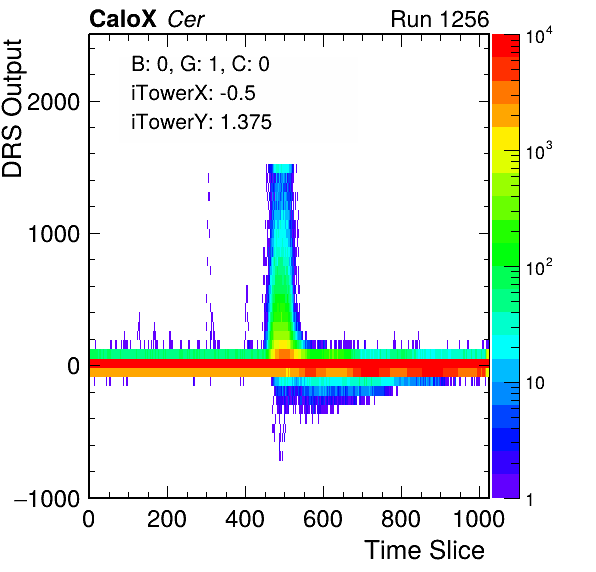 CaloX Cer Run 1256
B: 0, G: 1, C: 0
iTowerX: -0.5
iTowerY: 1.375
DRS Output
2000
1000
0
−1000
0 200 400 600 800 1000
Time Slice
10^4
10^3
10^2
10
1